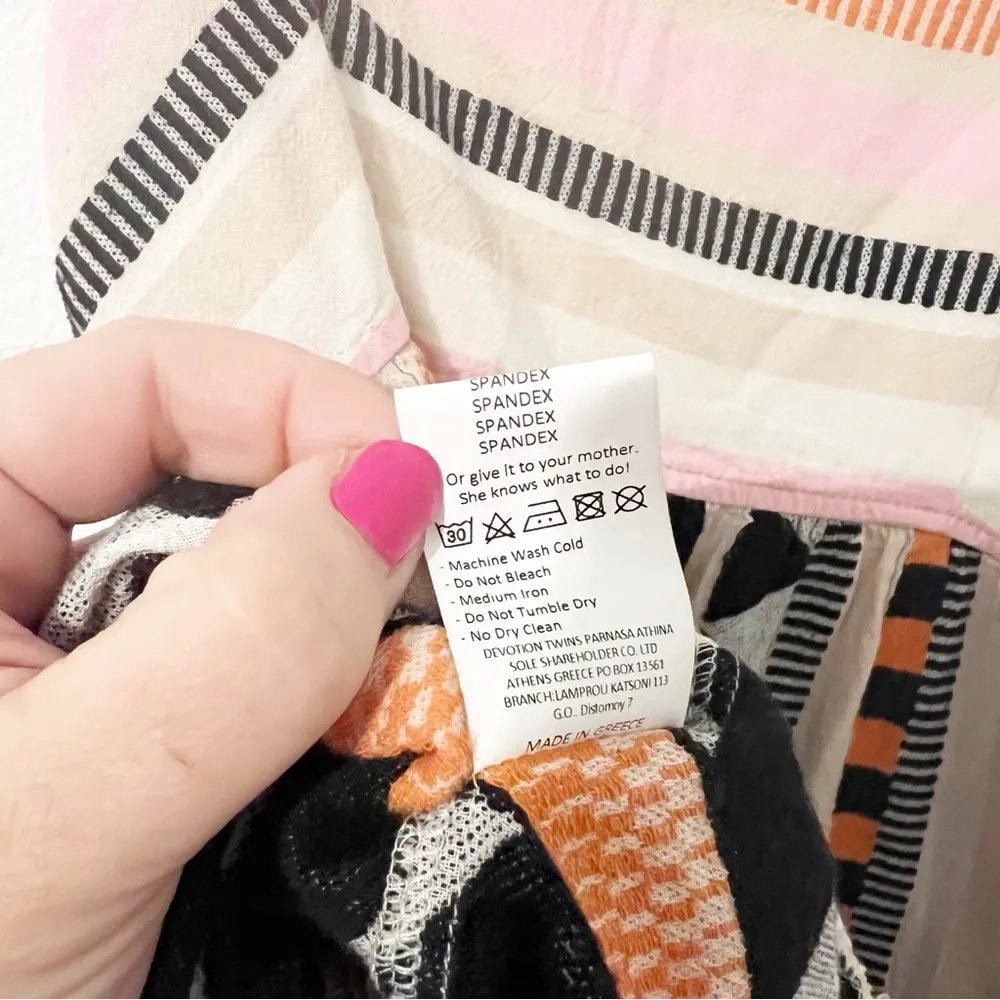 SPANDEX
SPANDEX
SPANDEX
SPANDEX
Or give it to your mother.
She knows what to do!
30
- Machine Wash Cold
- Do Not Bleach
- Medium Iron
- Do Not Tumble Dry
- No Dry Clean
DEVOTION TWINS PARNASA ATHINA
SOLE SHAREHOLDER CO. LTD
ATHENS GREECE PO BOX 13561
BRANCH:LAMPROU KATSONI 113
G.O.. Distomoy 7
MADE IN GREECE